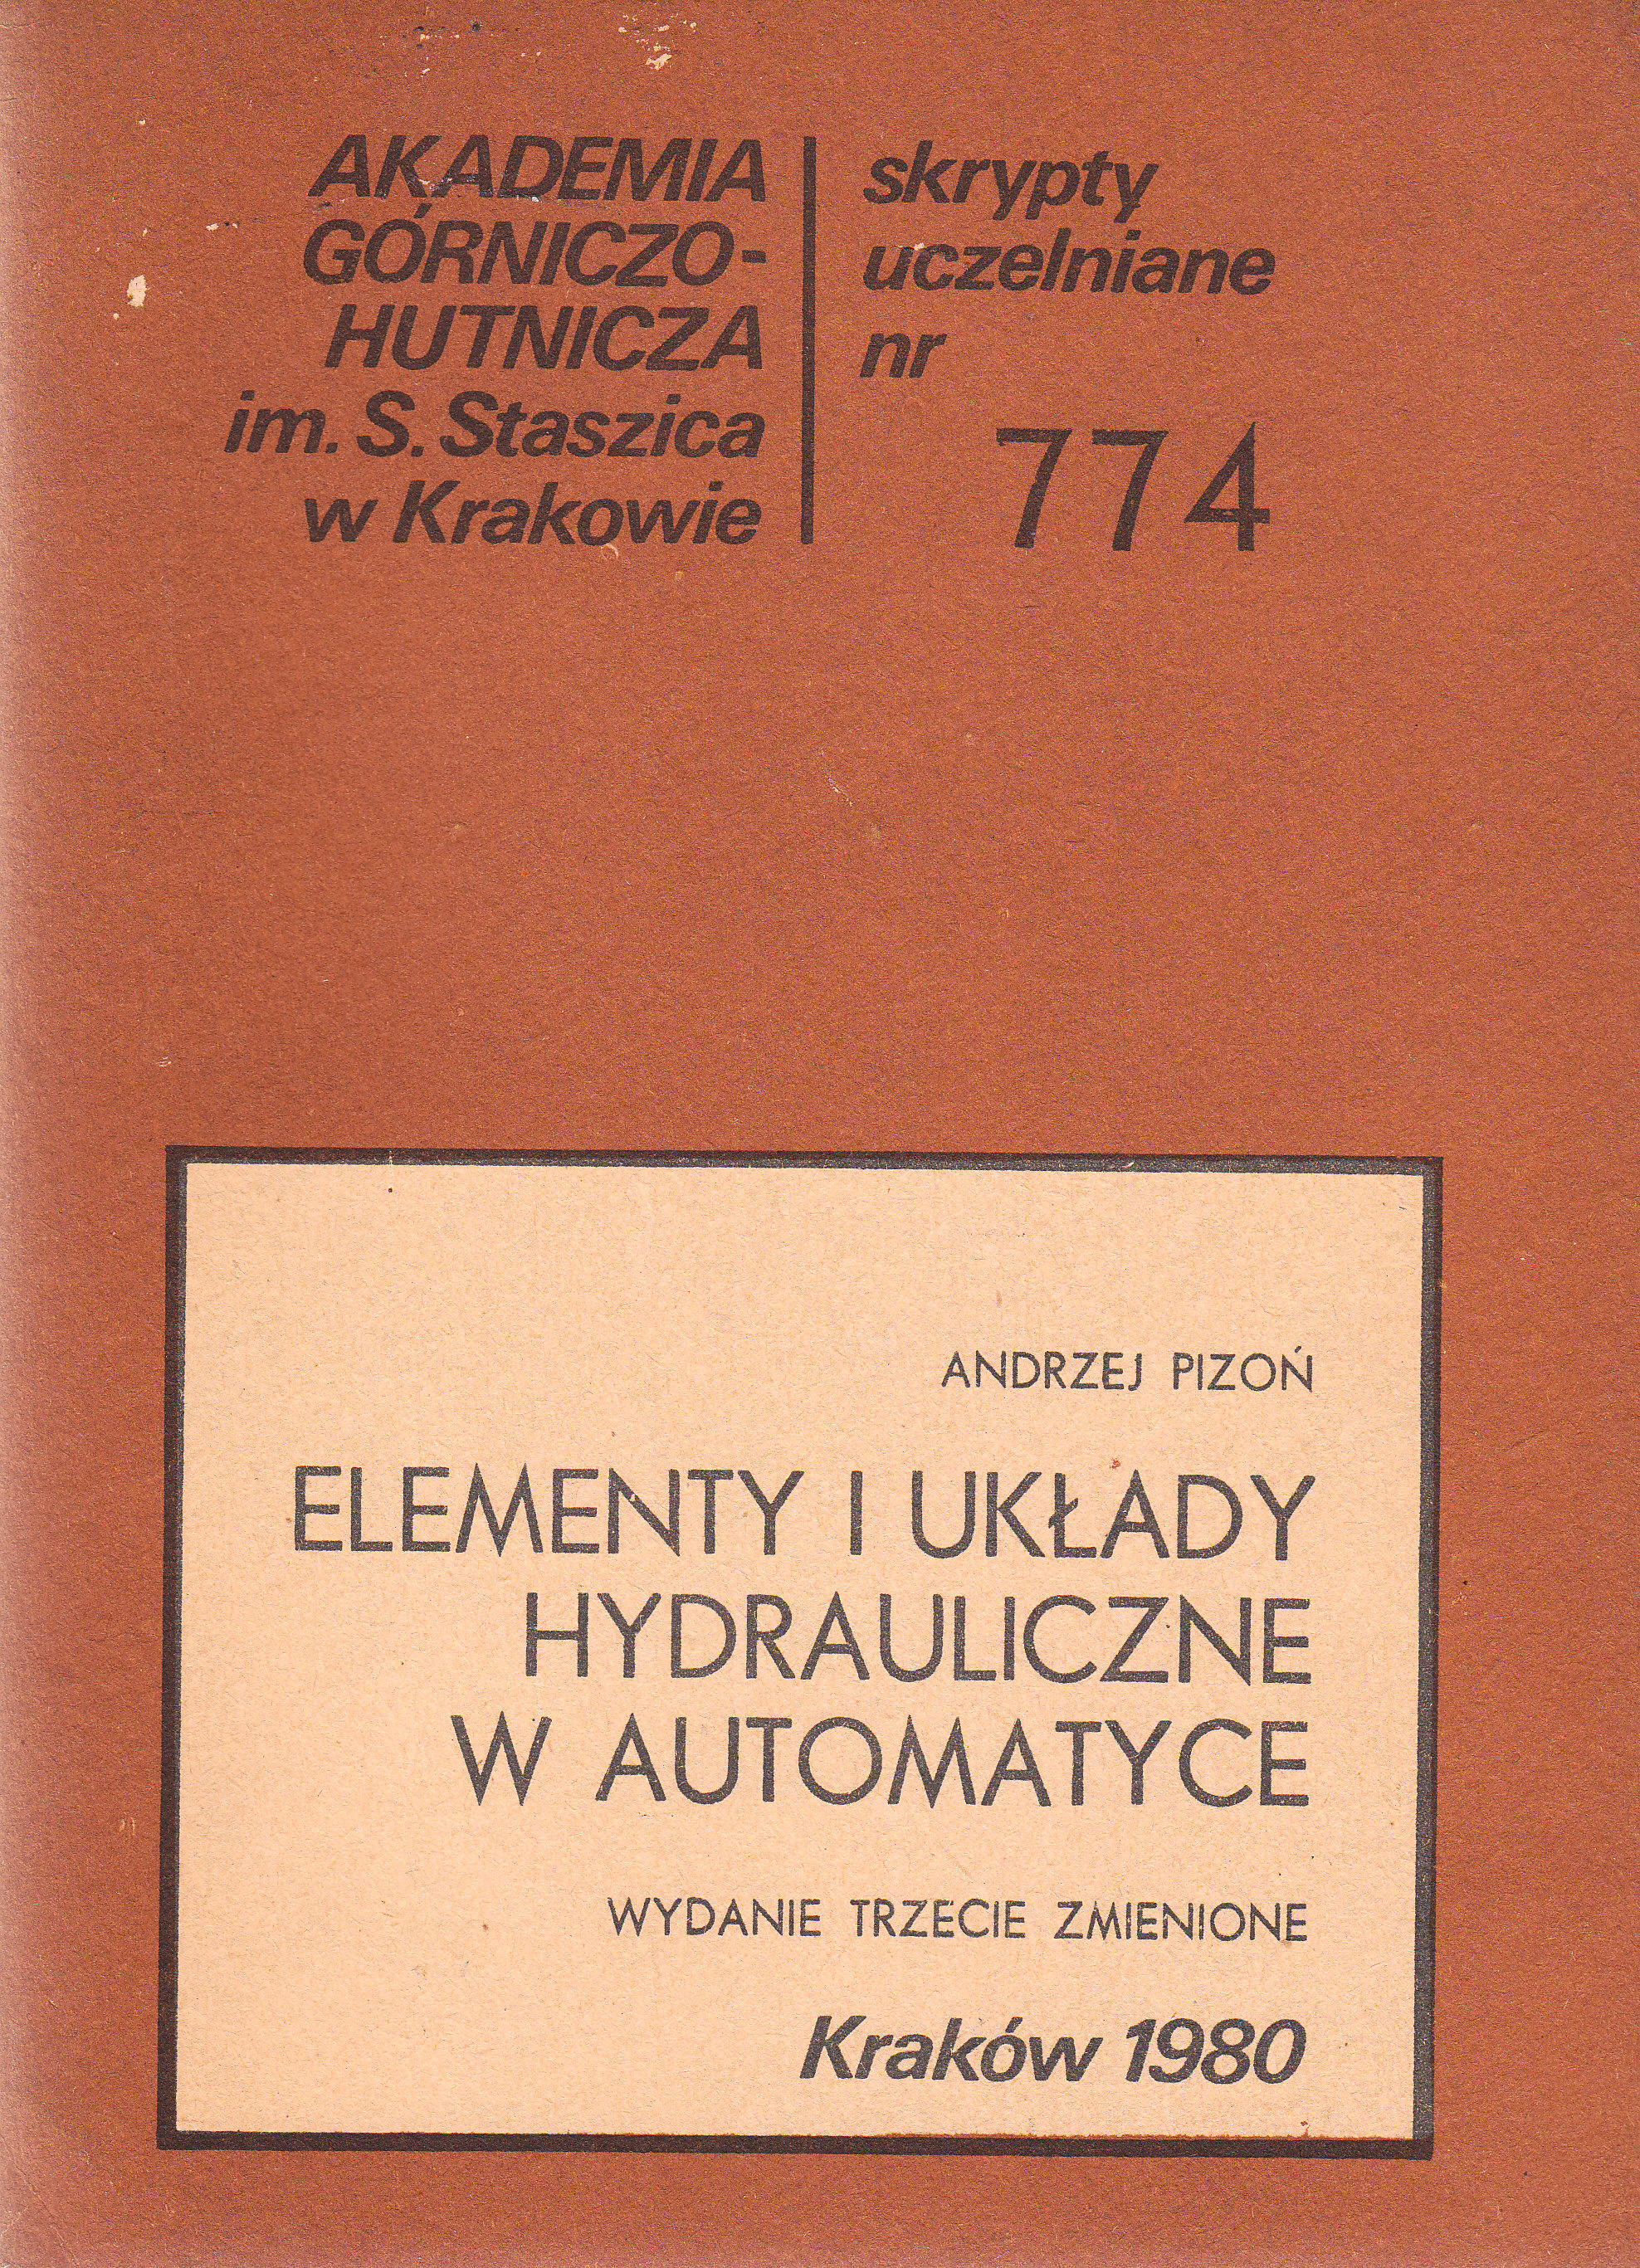 AKADEMIA
GÓRNICZO-
HUTNICZA
im. S. Staszica
w Krakowie
skrypty
uczelniane
nr
774
ANDRZEJ PIZOŃ
ELEMENTY I UKŁADY
HYDRAULICZNE
W AUTOMATYCE
WYDANIE TRZECIE ZMIENIONE
Kraków 1980